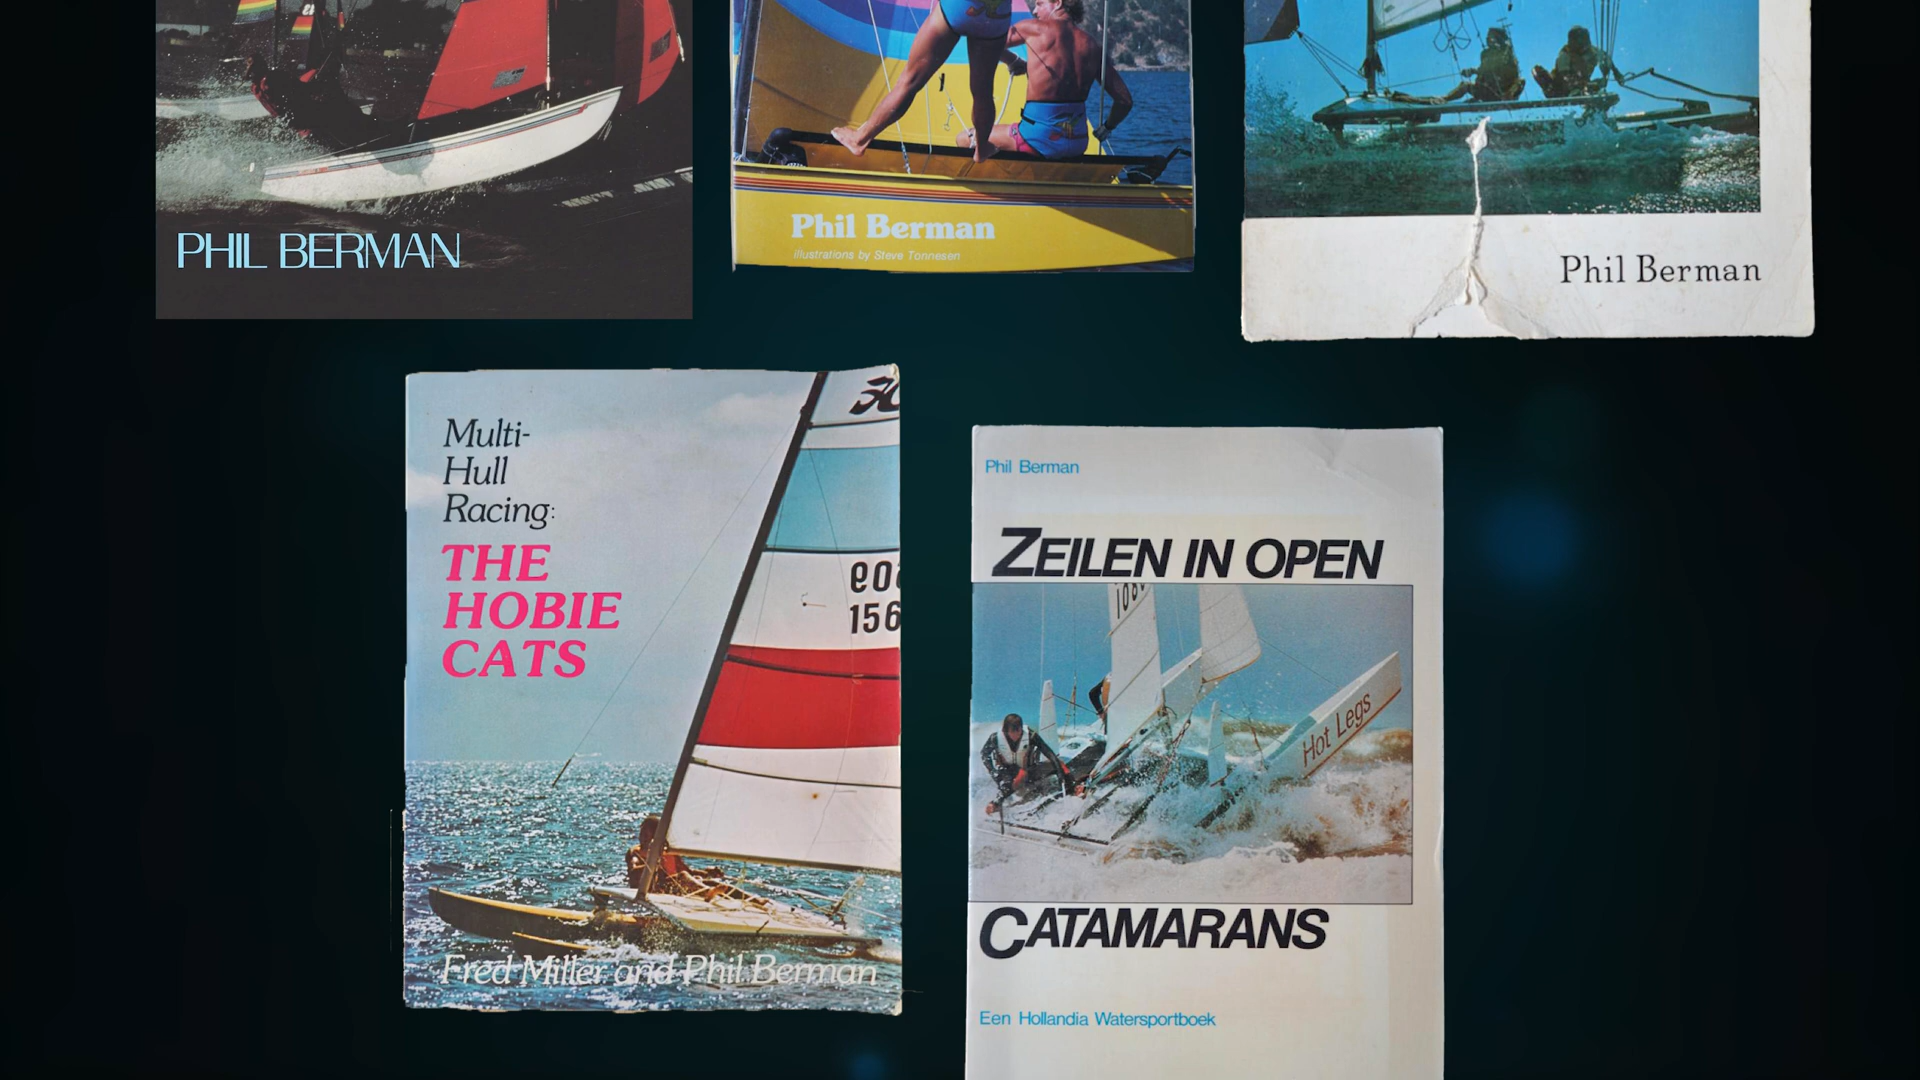 PHIL BERMAN
Phil Berman
illustrations by Steve Tonnesen
Phil Berman
Multi-
Hull
Racing:
THE
HOBIE
CATS
156
Fred Miller and Phil Berman
Phil Berman
ZEILEN IN OPEN
Hot Legs
CATAMARANS
Een Hollandia Watersportboek